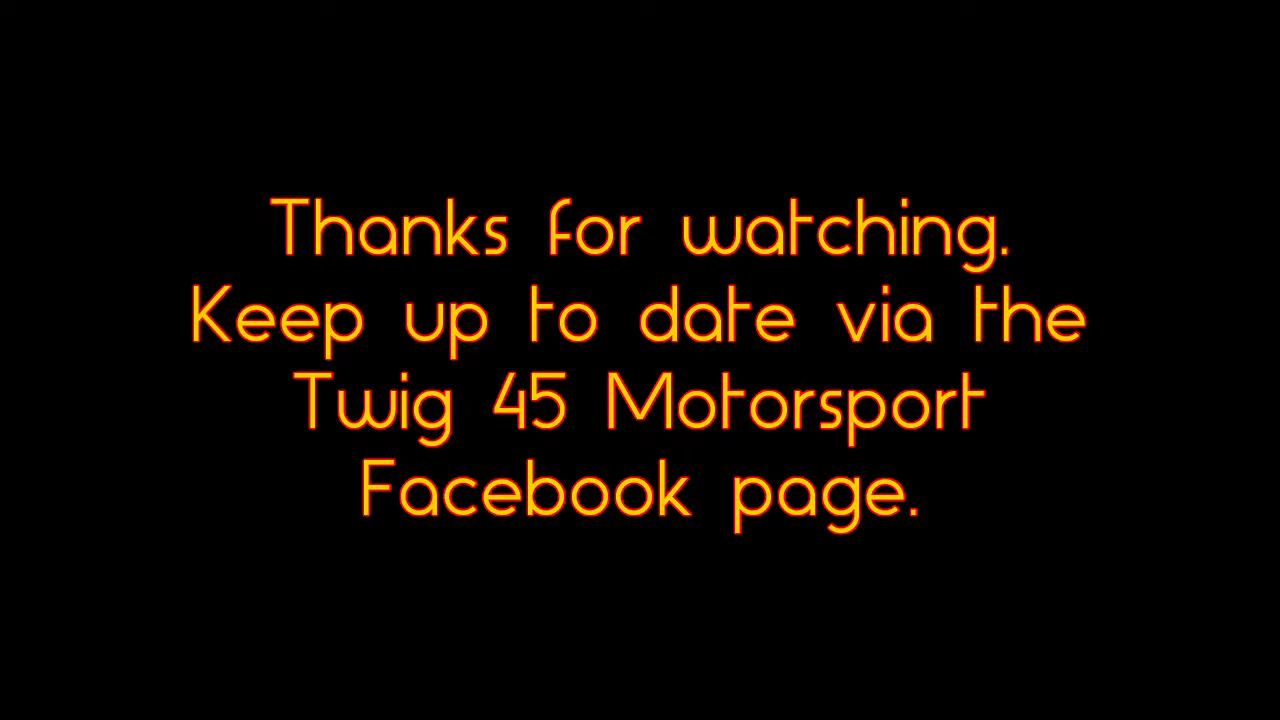 Thanks for watching.
Keep up to date via the
Twig 45 Motorsport
Facebook page.